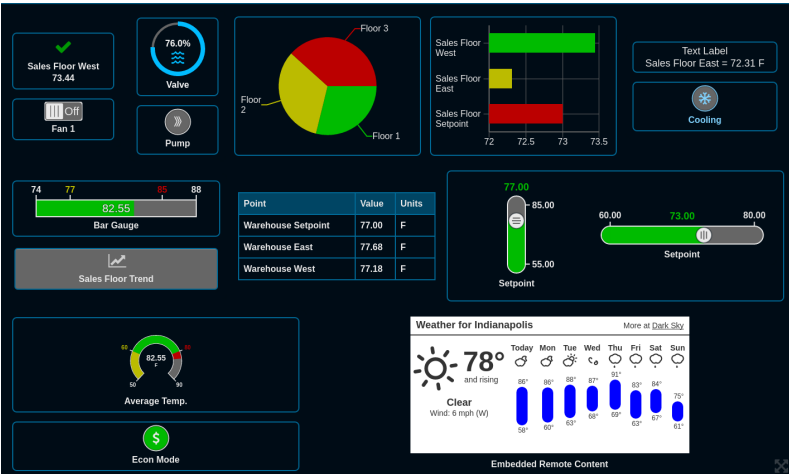 Sales Floor West
73.44
76.0%
Valve
Off
Fan 1
Pump
Floor 3
Floor
2
Floor 1
Sales Floor
West
Sales Floor
East
Sales Floor
Setpoint
72 72.5 73 73.5
Text Label
Sales Floor East = 72.31 F
Cooling
74 77 85 88
82.55
Bar Gauge
Sales Floor Trend
Point Value Units
Warehouse Setpoint 77.00 F
Warehouse East 77.68 F
Warehouse West 77.18 F
77.00
85.00
55.00
Setpoint
60.00 73.00 80.00
Setpoint
60 80
82.55
F
50 90
Average Temp.
$
Econ Mode
Weather for Indianapolis More at Dark Sky
78°
and rising
Clear
Wind: 6 mph (W)
Today Mon Tue Wed Thu Fri Sat Sun
86° 86° 88° 87° 91° 83° 84° 75°
58° 60° 63° 68° 69° 63° 67° 61°
Embedded Remote Content